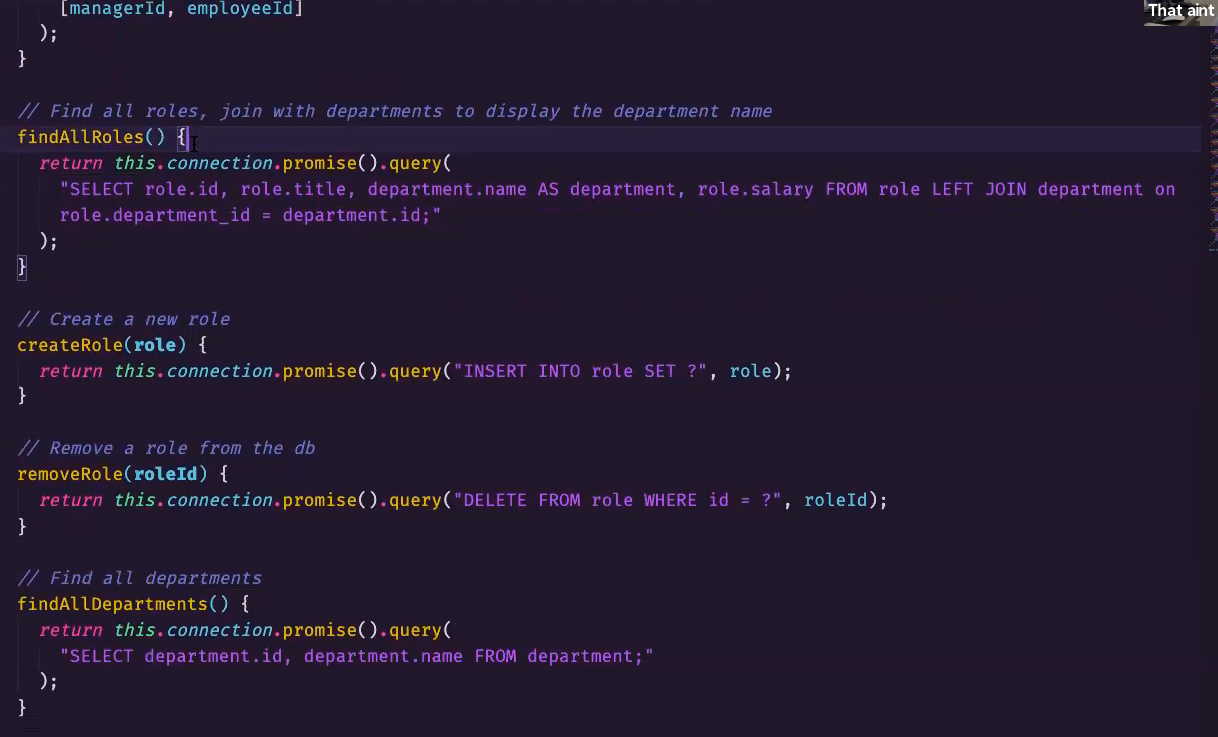 [managerId, employeeId]
That aint
);
}
// Find all roles, join with departments to display the department name
findAllRoles() {
return this.connection.promise().query(
"SELECT role.id, role.title, department.name AS department, role.salary FROM role LEFT JOIN department on
role.department_id = department.id;"
);
}
// Create a new role
createRole(role) {
return this.connection.promise().query("INSERT INTO role SET ?", role);
}
// Remove a role from the db
removeRole(roleId) {
return this.connection.promise().query("DELETE FROM role WHERE id = ?", roleId);
}
// Find all departments
findAllDepartments() {
return this.connection.promise().query(
"SELECT department.id, department.name FROM department;"
);
}